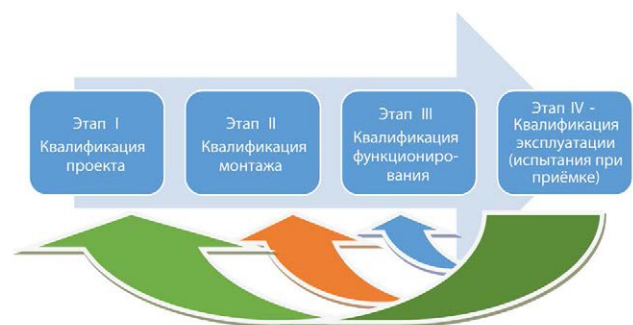 Этап I
Квалификация
проекта
Этап II
Квалификация
монтажа
Этап III
Квалификация
функциониро-
вания
Этап IV -
Квалификация
эксплуатации
(испытания при
приёмке)